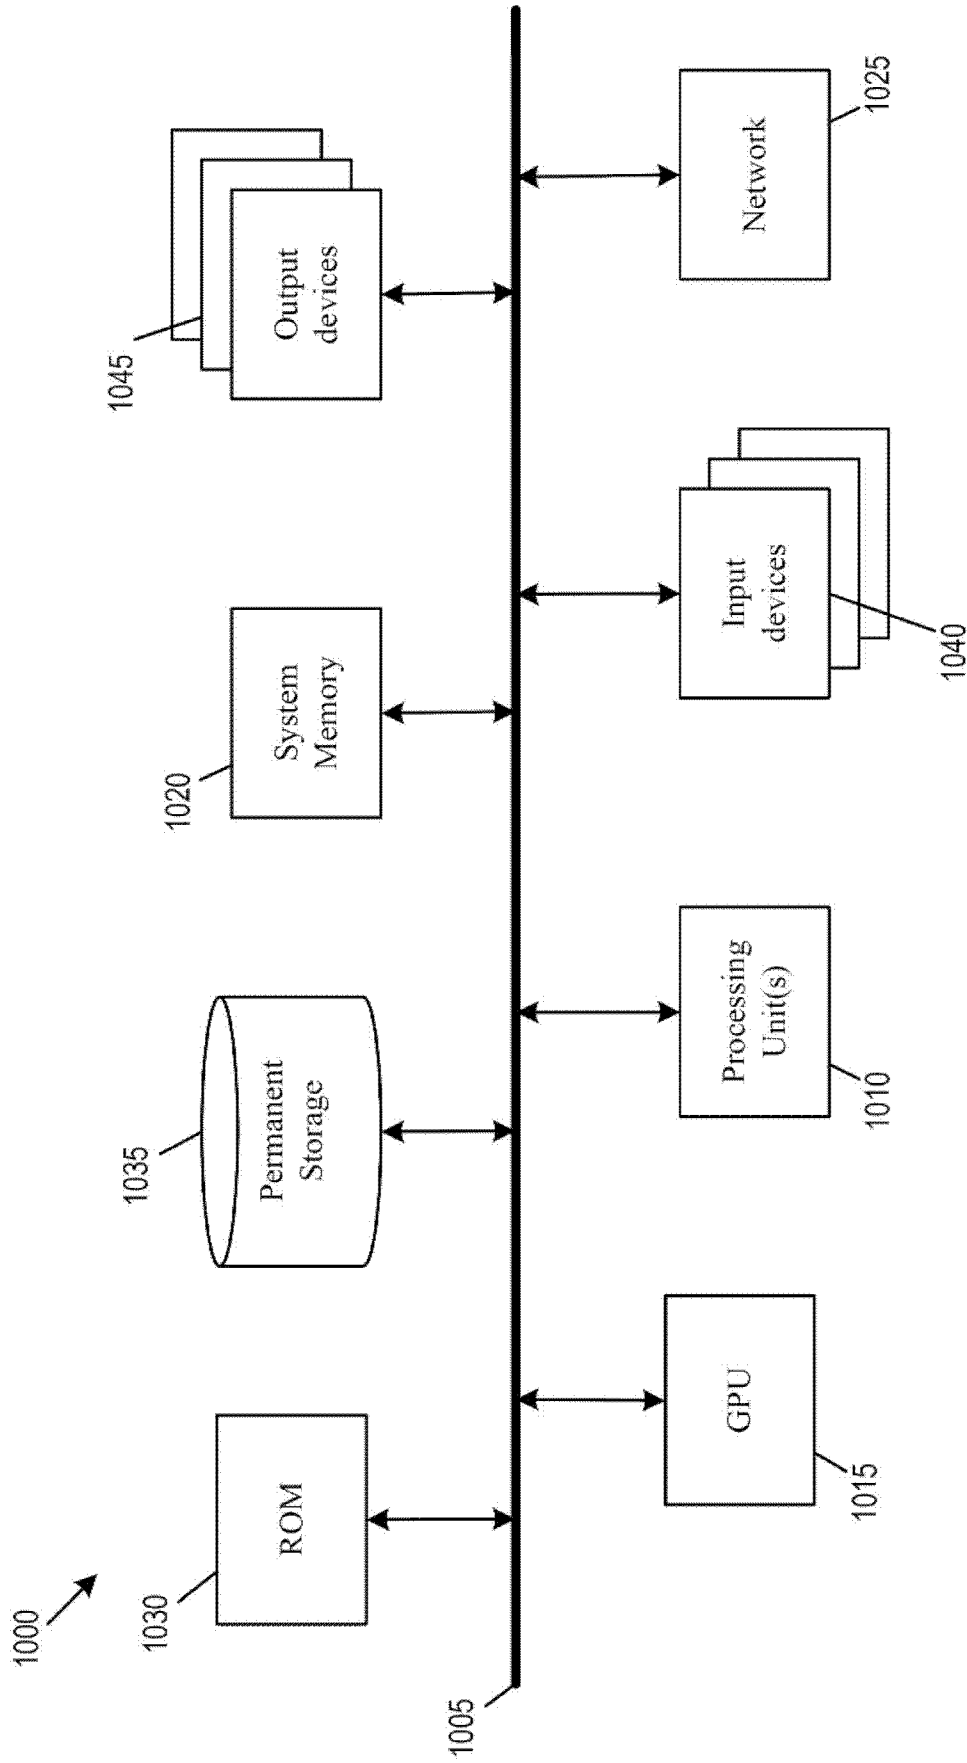 1000
1030
ROM
1035
Permanent
Storage
1020
System
Memory
1045
Output
devices
1005
GPU
1015
Processing
Unit(s)
1010
Input
devices
1040
Network
1025